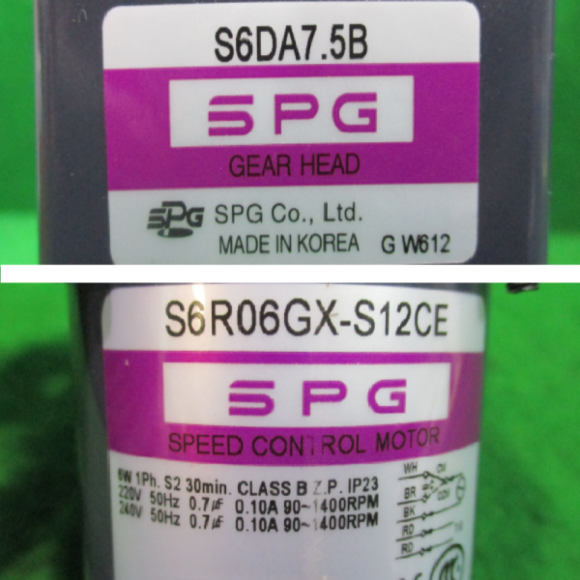 S6DA7.5B
SPG
GEAR HEAD
SPG SPG Co., Ltd.
MADE IN KOREA G W612
S6R06GX-S12CE
SPG
SPEED CONTROL MOTOR
6W 1Ph. S2 30min. CLASS B Z.P. IP23
220V 50Hz 0.7㎌ 0.10A 90~1400RPM
240V 50Hz 0.7㎌ 0.10A 90~1400RPM
WH
BR
BK
RD
RD